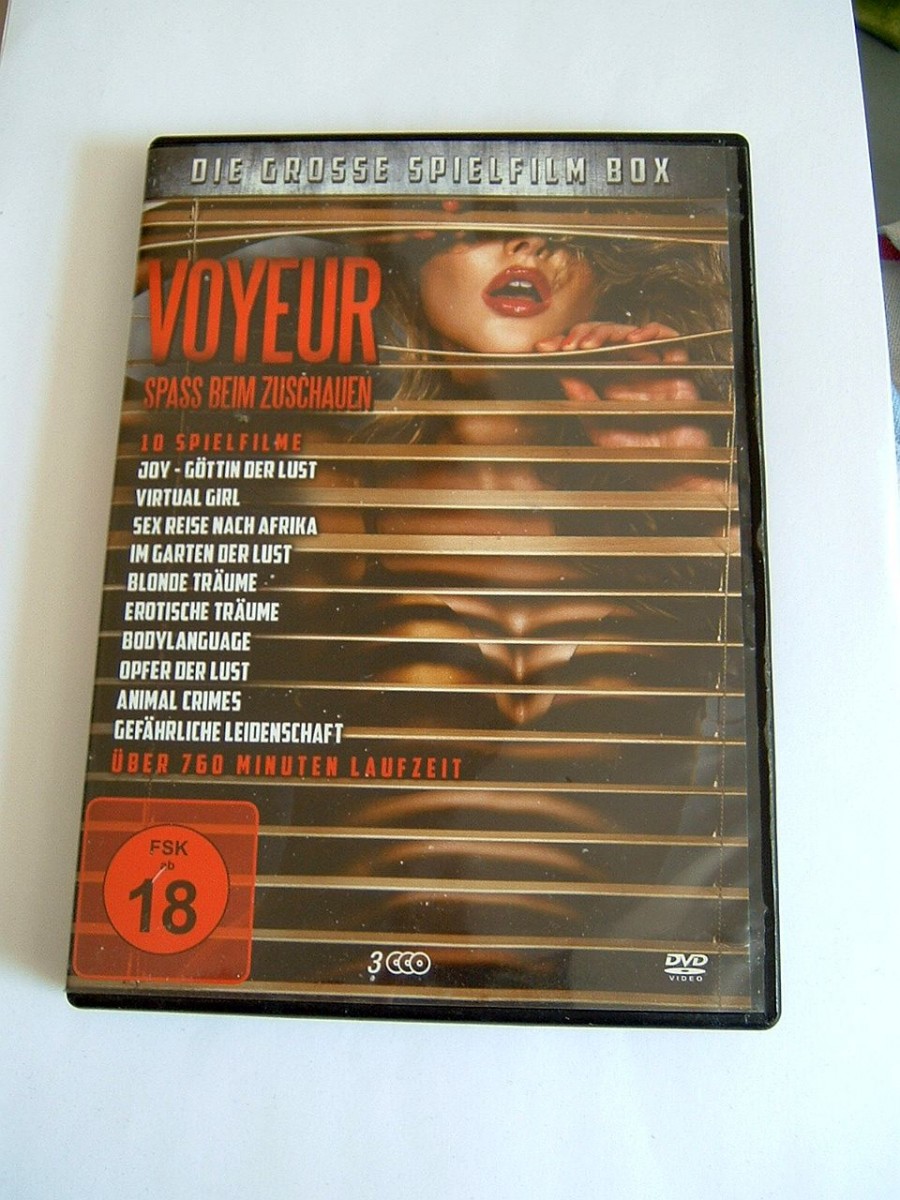 DIE GROSSE SPIELFILM BOX
VOYEUR
SPASS BEIM ZUSCHAUEN
10 SPIELFILME
JOY - GÖTTIN DER LUST
VIRTUAL GIRL
SEX REISE NACH AFRIKA
IM GARTEN DER LUST
BLONDE TRÄUME
EROTISCHE TRÄUME
BODYLANGUAGE
OPFER DER LUST
ANIMAL CRIMES
GEFÄHRLICHE LEIDENSCHAFT
ÜBER 760 MINUTEN LAUFZEIT
FSK
ab
18
3
DVD
VIDEO